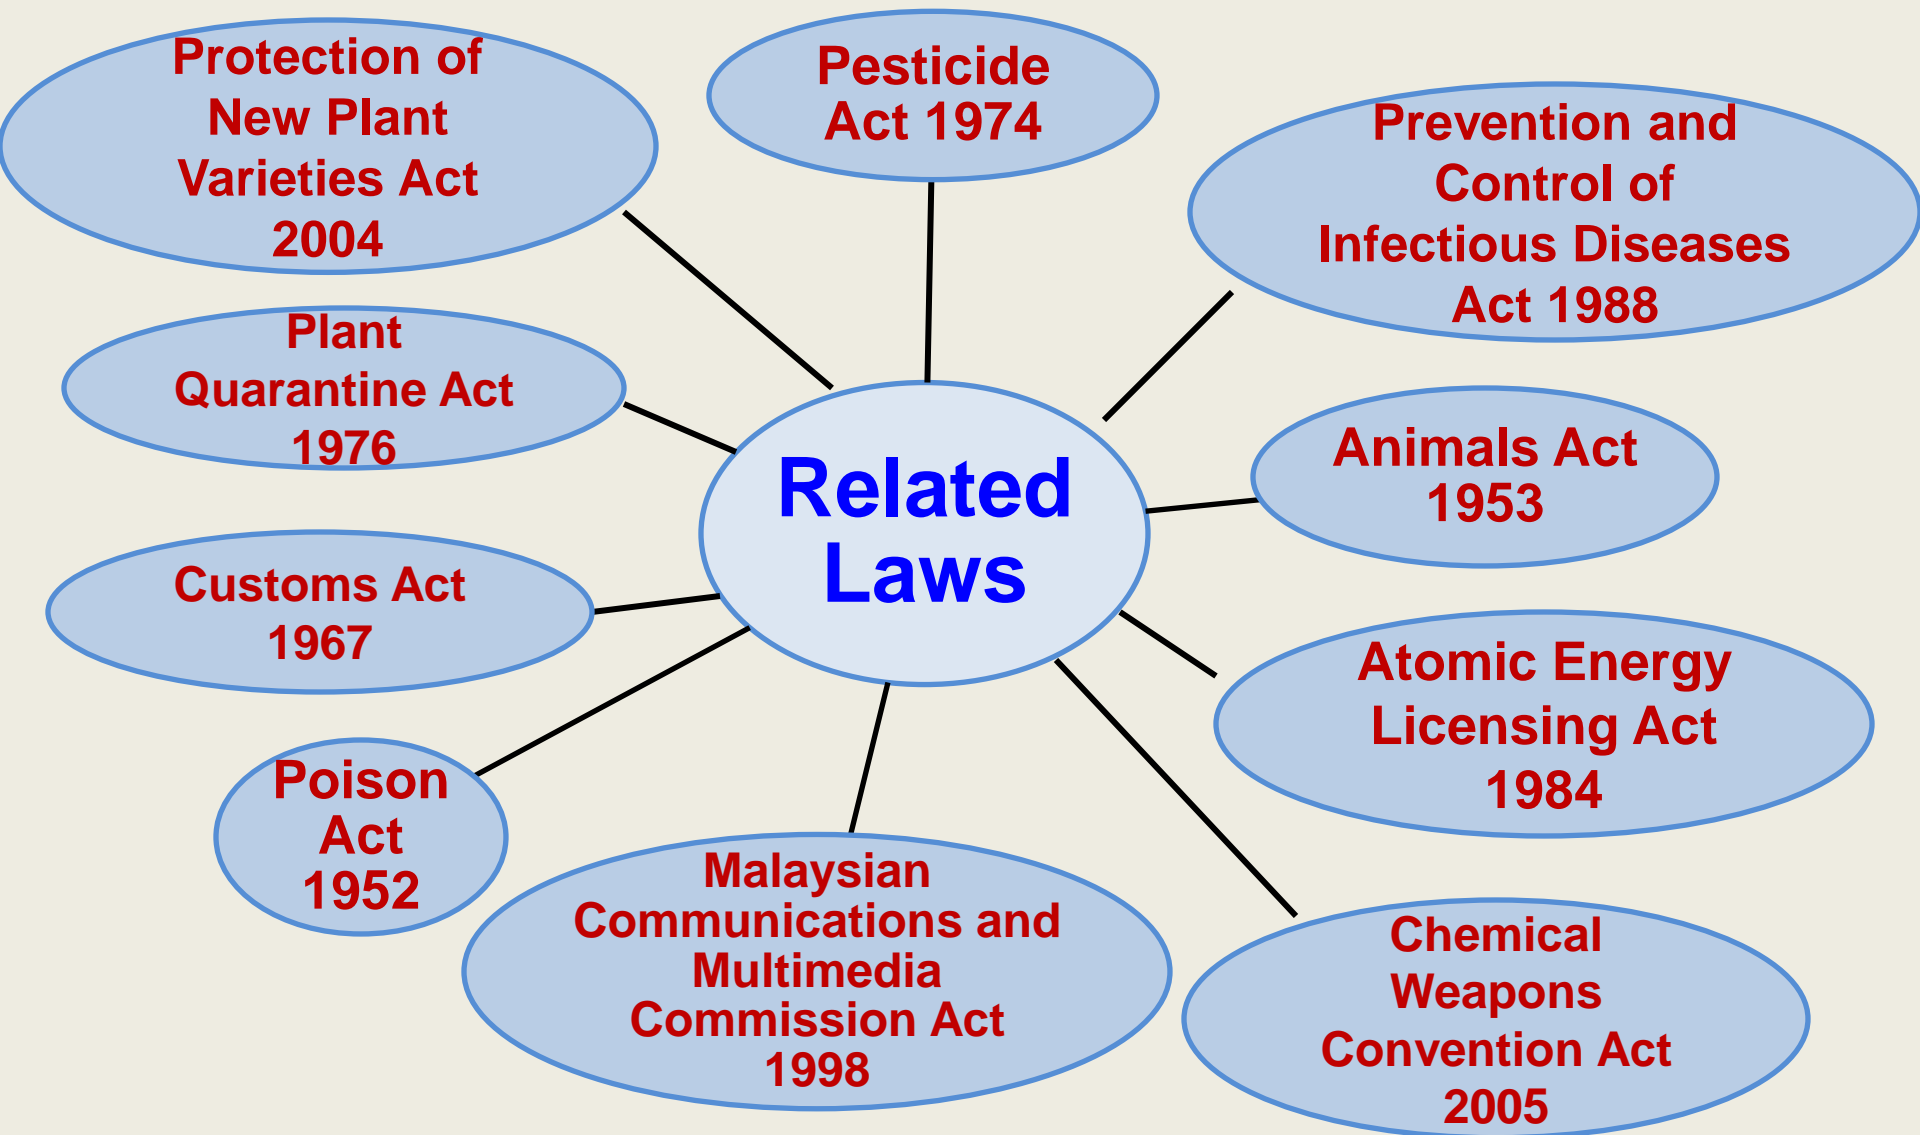 Protection of
New Plant
Varieties Act
2004
Pesticide
Act 1974
Prevention and
Control of
Infectious Diseases
Act 1988
Plant
Quarantine Act
1976
Related
Laws
Animals Act
1953
Customs Act
1967
Atomic Energy
Licensing Act
1984
Poison
Act
1952
Malaysian
Communications and
Multimedia
Commission Act
1998
Chemical
Weapons
Convention Act
2005